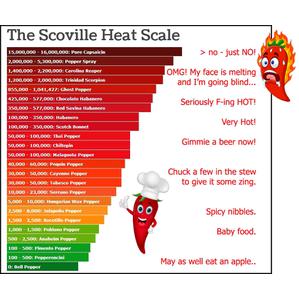 The Scoville Heat Scale
15,000,000 - 16,000,000: Pure Capsaicin
2,000,000 - 5,300,000: Pepper Spray
1,400,000 - 2,200,000: Carolina Reaper
1,200,000 - 2,000,000: Trinidad Scorpion
855,000 - 1,041,427: Ghost Pepper
425,000 - 577,000: Chocolate Habanero
350,000 - 577,000: Red Savina Habanero
100,000 - 350,000: Habanero
100,000 - 350,000: Scotch Bonnet
50,000 - 100,000: Thai Pepper
50,000 - 100,000: Chiltepin
50,000 - 100,000: Malagueta Pepper
60,000 - 50,000: Pequin Pepper
30,000 - 50,000: Cayenne Pepper
30,000 - 50,000: Tabasco Pepper
8,000 - 23,000: Serrano Pepper
5,000 - 10,000: Hungarian Wax Pepper
2,500 - 8,000: Jalapeño Pepper
1,500 - 2,500: Rocotillo Pepper
1,000 - 1,500: Poblano Pepper
500 - 2,500: Anaheim Pepper
100 - 500: Pimento Pepper
100 - 500: Pepperoncini
0: Bell Pepper
> no - just NO!
OMG! My face is melting
and I'm going blind...
Seriously F-ing HOT!
Very Hot!
Gimmie a beer now!
Chuck a few in the stew
to give it some zing.
Spicy nibbles.
Baby food.
May as well eat an apple..